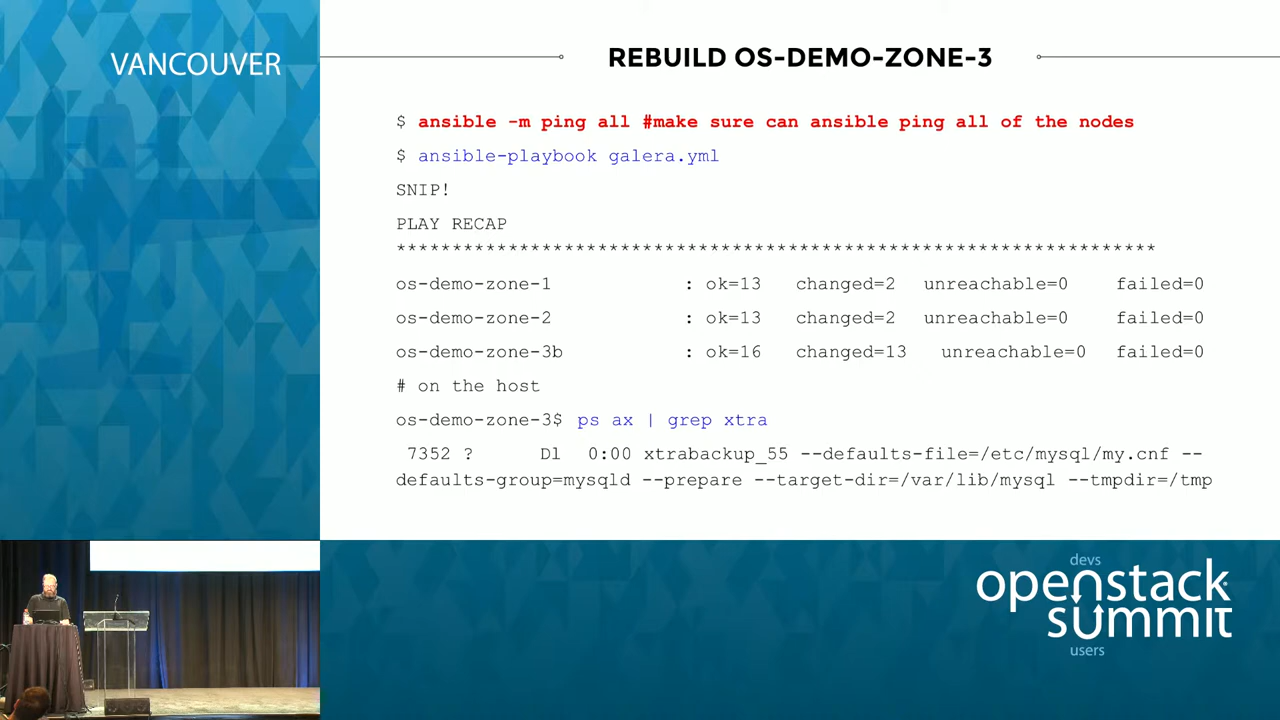 VANCOUVER
REBUILD OS-DEMO-ZONE-3
$ ansible -m ping all #make sure can ansible ping all of the nodes
$ ansible-playbook galera.yml
SNIP!
PLAY RECAP
********************************************************************
os-demo-zone-1 : ok=13 changed=2 unreachable=0 failed=0
os-demo-zone-2 : ok=13 changed=2 unreachable=0 failed=0
os-demo-zone-3b : ok=16 changed=13 unreachable=0 failed=0
# on the host
os-demo-zone-3$ ps ax | grep xtra
7352 ? Dl 0:00 xtrabackup_55 --defaults-file=/etc/mysql/my.cnf --
defaults-group=mysqld --prepare --target-dir=/var/lib/mysql --tmpdir=/tmp
devs
openstack
summit
users